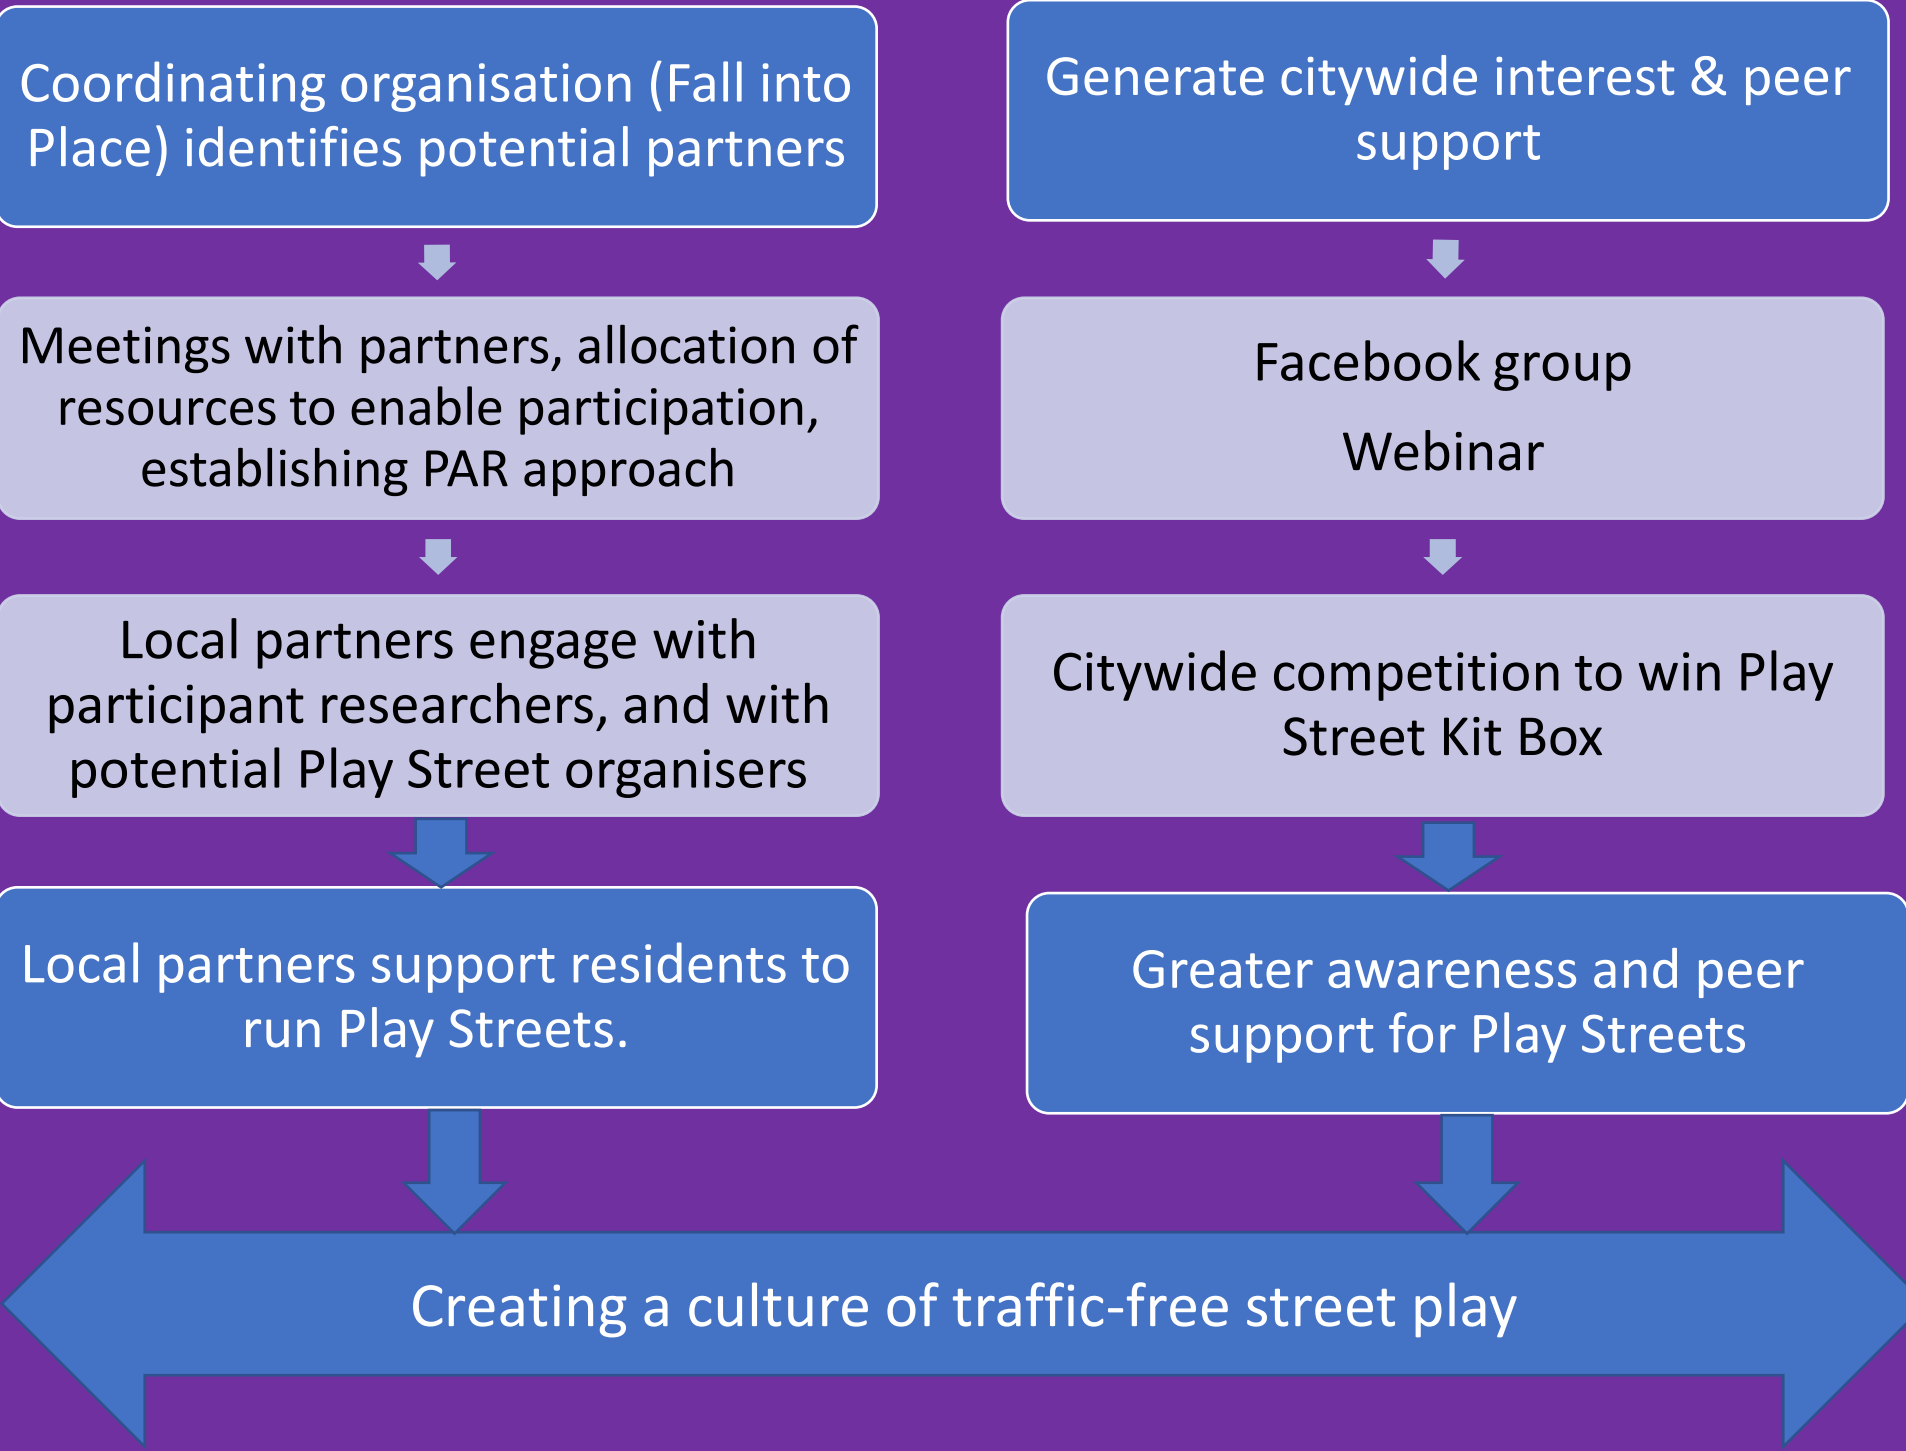 Coordinating organisation (Fall into
Place) identifies potential partners
Meetings with partners, allocation of
resources to enable participation,
establishing PAR approach
Local partners engage with
participant researchers, and with
potential Play Street organisers
Local partners support residents to
run Play Streets.
Generate citywide interest & peer
support
Facebook group
Webinar
Citywide competition to win Play
Street Kit Box
Greater awareness and peer
support for Play Streets
Creating a culture of traffic-free street play